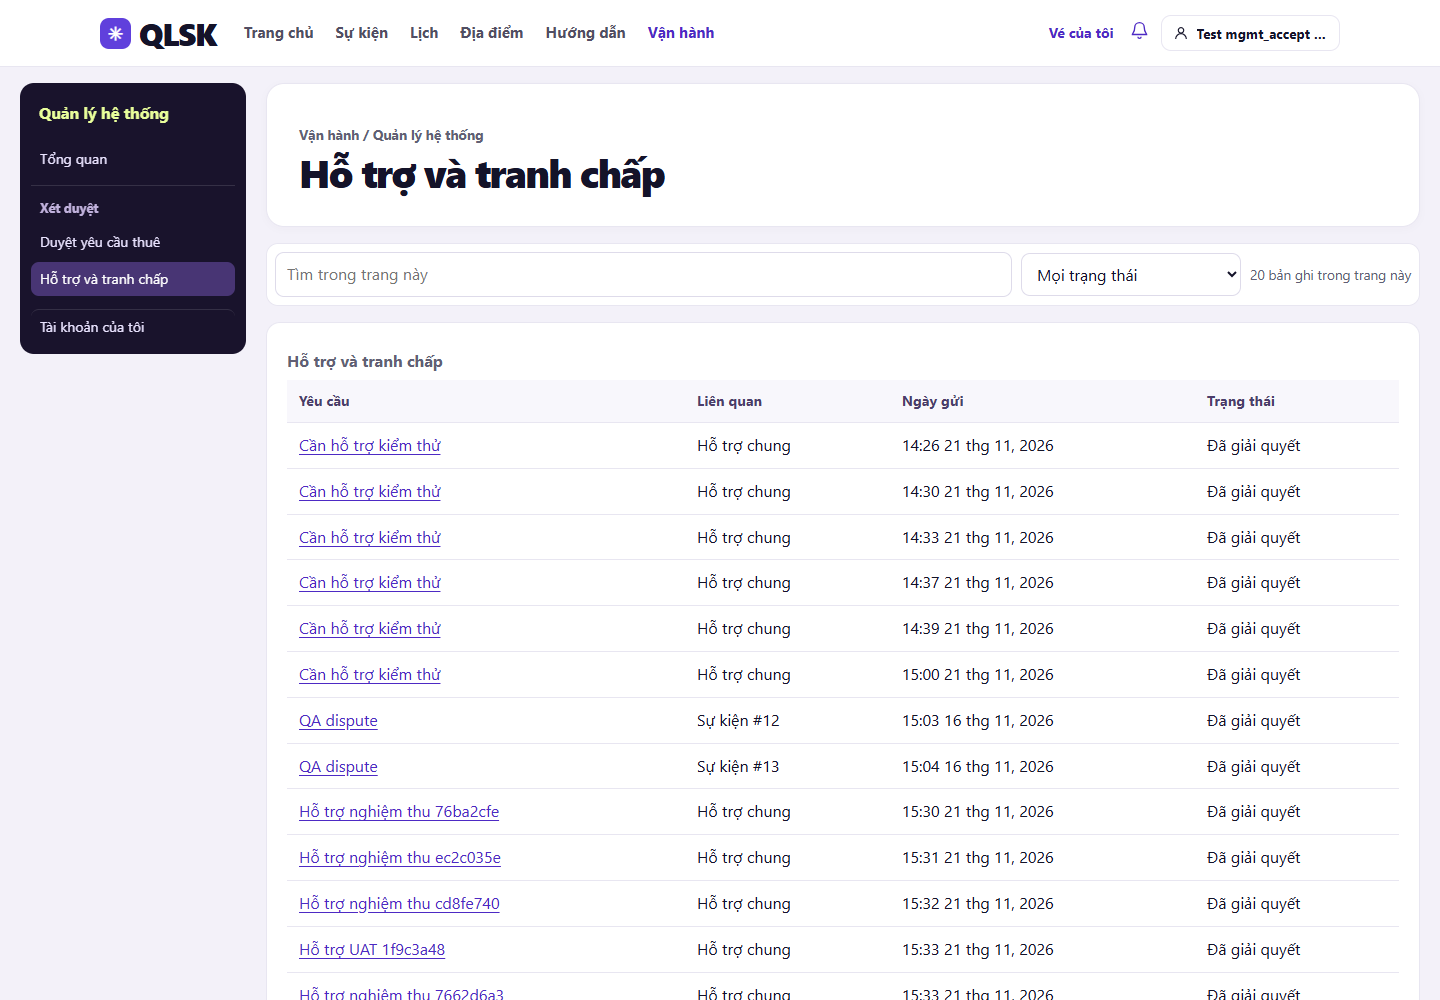 QLSK
Trang chủ Sự kiện Lịch Địa điểm Hướng dẫn Vận hành
Vé của tôi
Test mgmt_accept ...
Quản lý hệ thống
Tổng quan
Xét duyệt
Duyệt yêu cầu thuê
Hỗ trợ và tranh chấp
Tài khoản của tôi
Vận hành / Quản lý hệ thống
Hỗ trợ và tranh chấp
Tìm trong trang này
Mọi trạng thái
20 bản ghi trong trang này
Hỗ trợ và tranh chấp
Yêu cầu Liên quan Ngày gửi Trạng thái
Cần hỗ trợ kiểm thử Hỗ trợ chung 14:26 21 thg 11, 2026 Đã giải quyết
Cần hỗ trợ kiểm thử Hỗ trợ chung 14:30 21 thg 11, 2026 Đã giải quyết
Cần hỗ trợ kiểm thử Hỗ trợ chung 14:33 21 thg 11, 2026 Đã giải quyết
Cần hỗ trợ kiểm thử Hỗ trợ chung 14:37 21 thg 11, 2026 Đã giải quyết
Cần hỗ trợ kiểm thử Hỗ trợ chung 14:39 21 thg 11, 2026 Đã giải quyết
Cần hỗ trợ kiểm thử Hỗ trợ chung 15:00 21 thg 11, 2026 Đã giải quyết
QA dispute Sự kiện #12 15:03 16 thg 11, 2026 Đã giải quyết
QA dispute Sự kiện #13 15:04 16 thg 11, 2026 Đã giải quyết
Hỗ trợ nghiệm thu 76ba2cfe Hỗ trợ chung 15:30 21 thg 11, 2026 Đã giải quyết
Hỗ trợ nghiệm thu ec2c035e Hỗ trợ chung 15:31 21 thg 11, 2026 Đã giải quyết
Hỗ trợ nghiệm thu cd8fe740 Hỗ trợ chung 15:32 21 thg 11, 2026 Đã giải quyết
Hỗ trợ UAT 1f9c3a48 Hỗ trợ chung 15:33 21 thg 11, 2026 Đã giải quyết
Hỗ trợ nghiệm thu 7662d6a3 Hỗ trợ chung 15:33 21 thg 11, 2026 Đã giải quyết